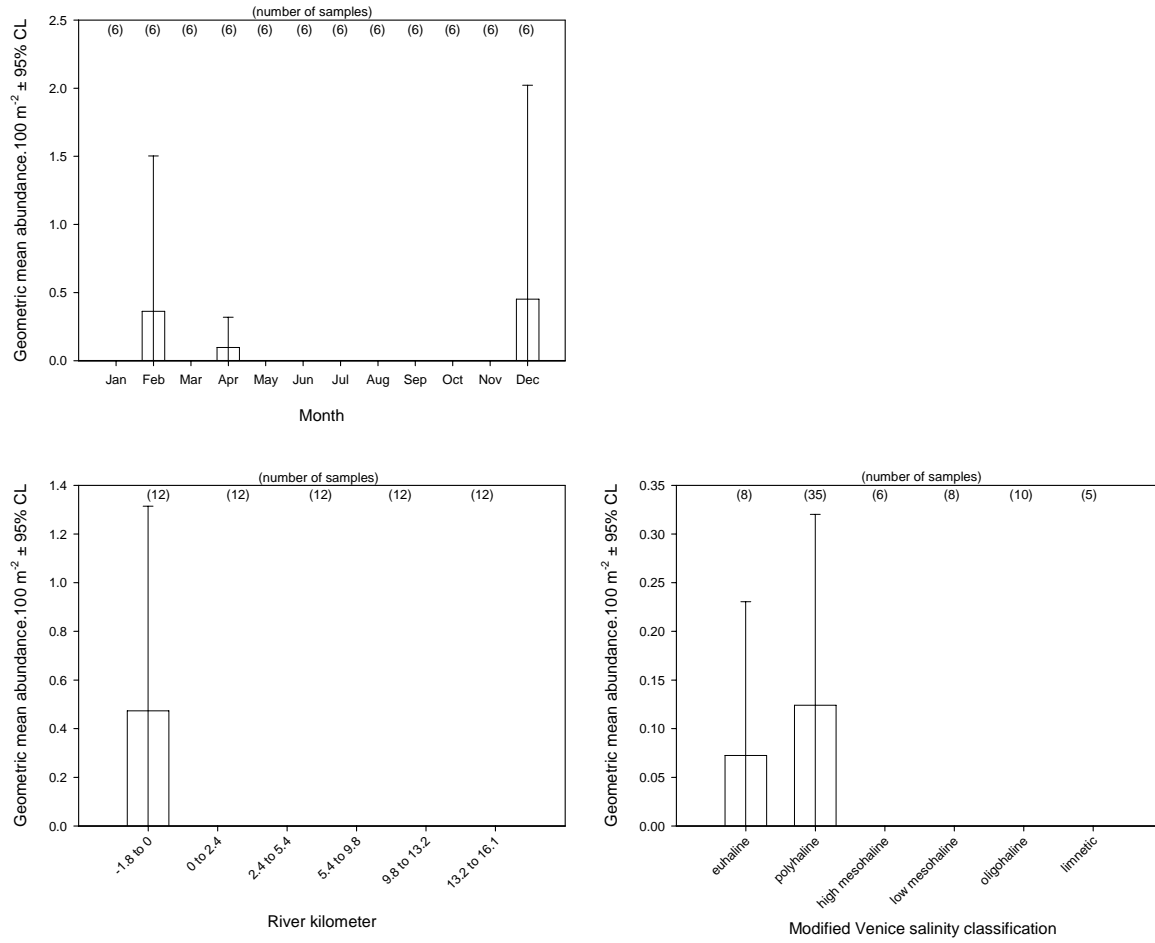 (number of samples)
(6) (6) (6) (6) (6) (6) (6) (6) (6) (6) (6) (6)
Geometric mean abundance.100 m⁻² ± 95% CL
2.5
2.0
1.5
1.0
0.5
0.0
Jan Feb Mar Apr May Jun Jul Aug Sep Oct Nov Dec
Month
(number of samples)
(12) (12) (12) (12) (12)
Geometric mean abundance.100 m⁻² ± 95% CL
1.4
1.2
1.0
0.8
0.6
0.4
0.2
0.0
-1.8 to 0
0 to 2.4
2.4 to 5.4
5.4 to 9.8
9.8 to 13.2
13.2 to 16.1
River kilometer
(number of samples)
(8) (35) (6) (8) (10) (5)
Geometric mean abundance.100 m⁻² ± 95% CL
0.35
0.30
0.25
0.20
0.15
0.10
0.05
0.00
euhaline
polyhaline
high mesohaline
low mesohaline
oligohaline
limnetic
Modified Venice salinity classification